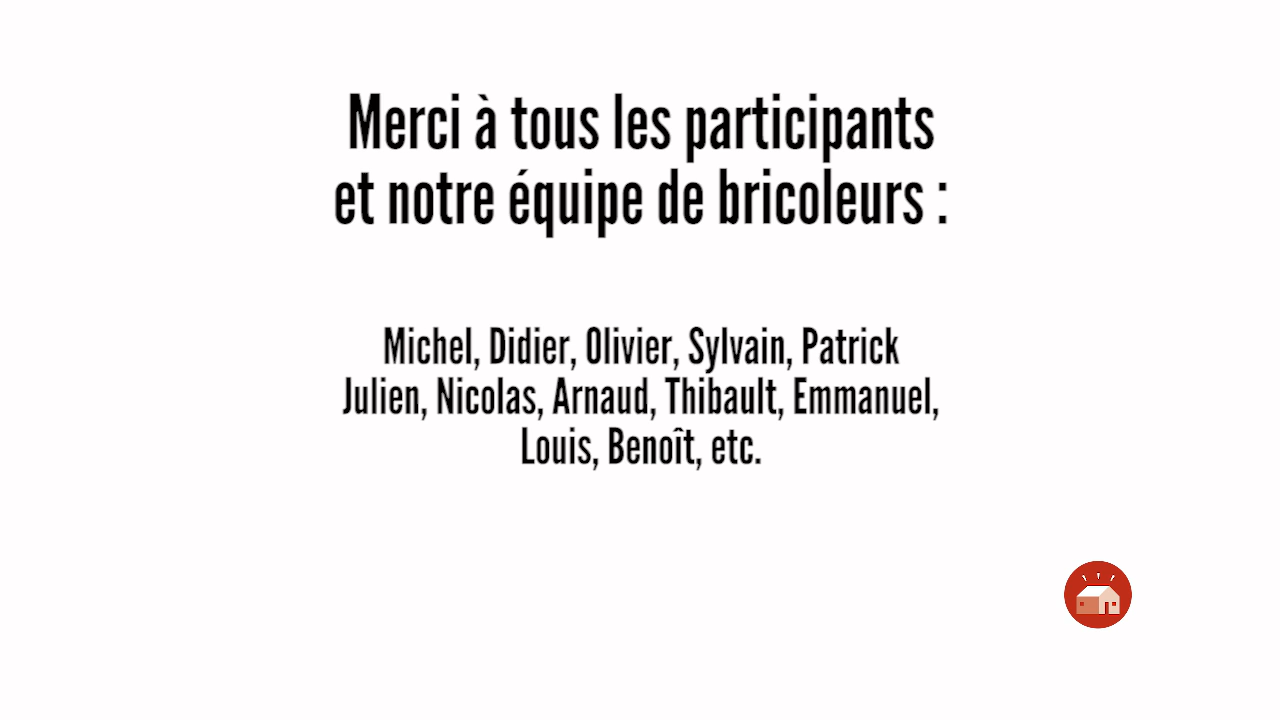 Merci à tous les participants
et notre équipe de bricoleurs :
Michel, Didier, Olivier, Sylvain, Patrick
Julien, Nicolas, Arnaud, Thibault, Emmanuel,
Louis, Benoît, etc.